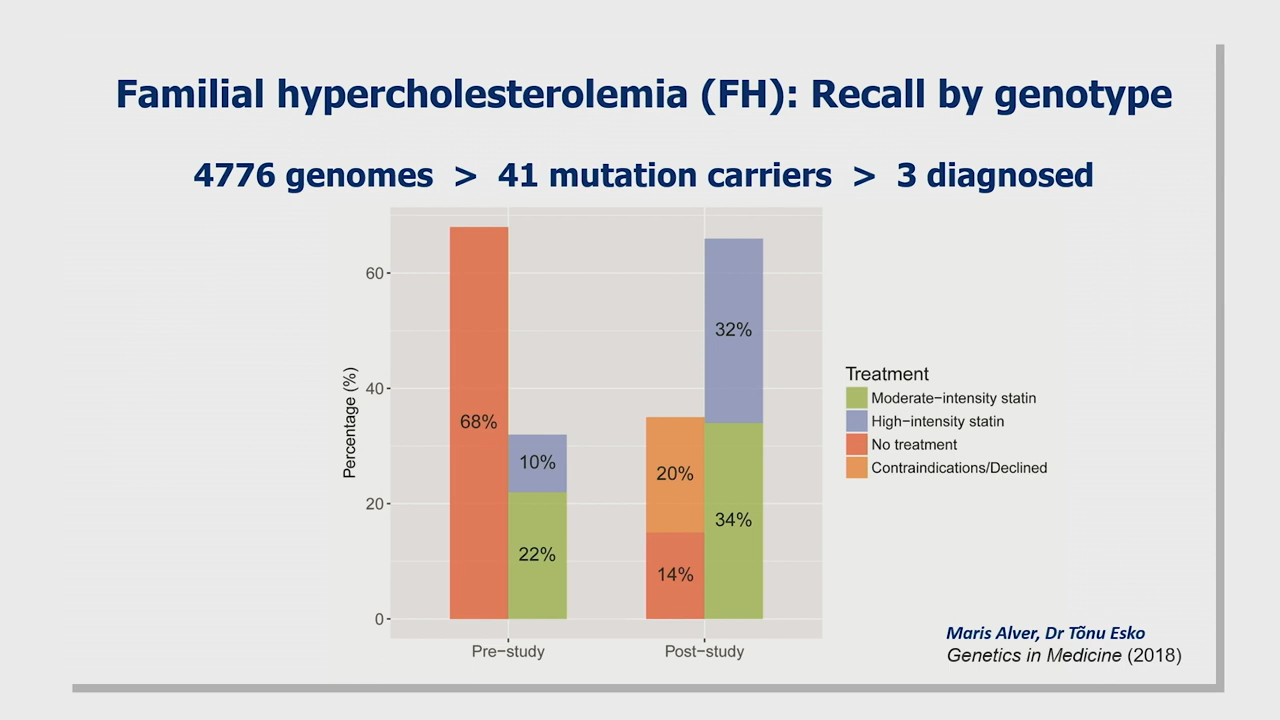 Familial hypercholesterolemia (FH): Recall by genotype
4776 genomes > 41 mutation carriers > 3 diagnosed
Percentage (%)
60
40
20
0
68%
10%
22%
20%
14%
32%
34%
Pre−study
Post−study
Treatment
Moderate−intensity statin
High−intensity statin
No treatment
Contraindications/Declined
Maris Alver, Dr Tõnu Esko
Genetics in Medicine (2018)